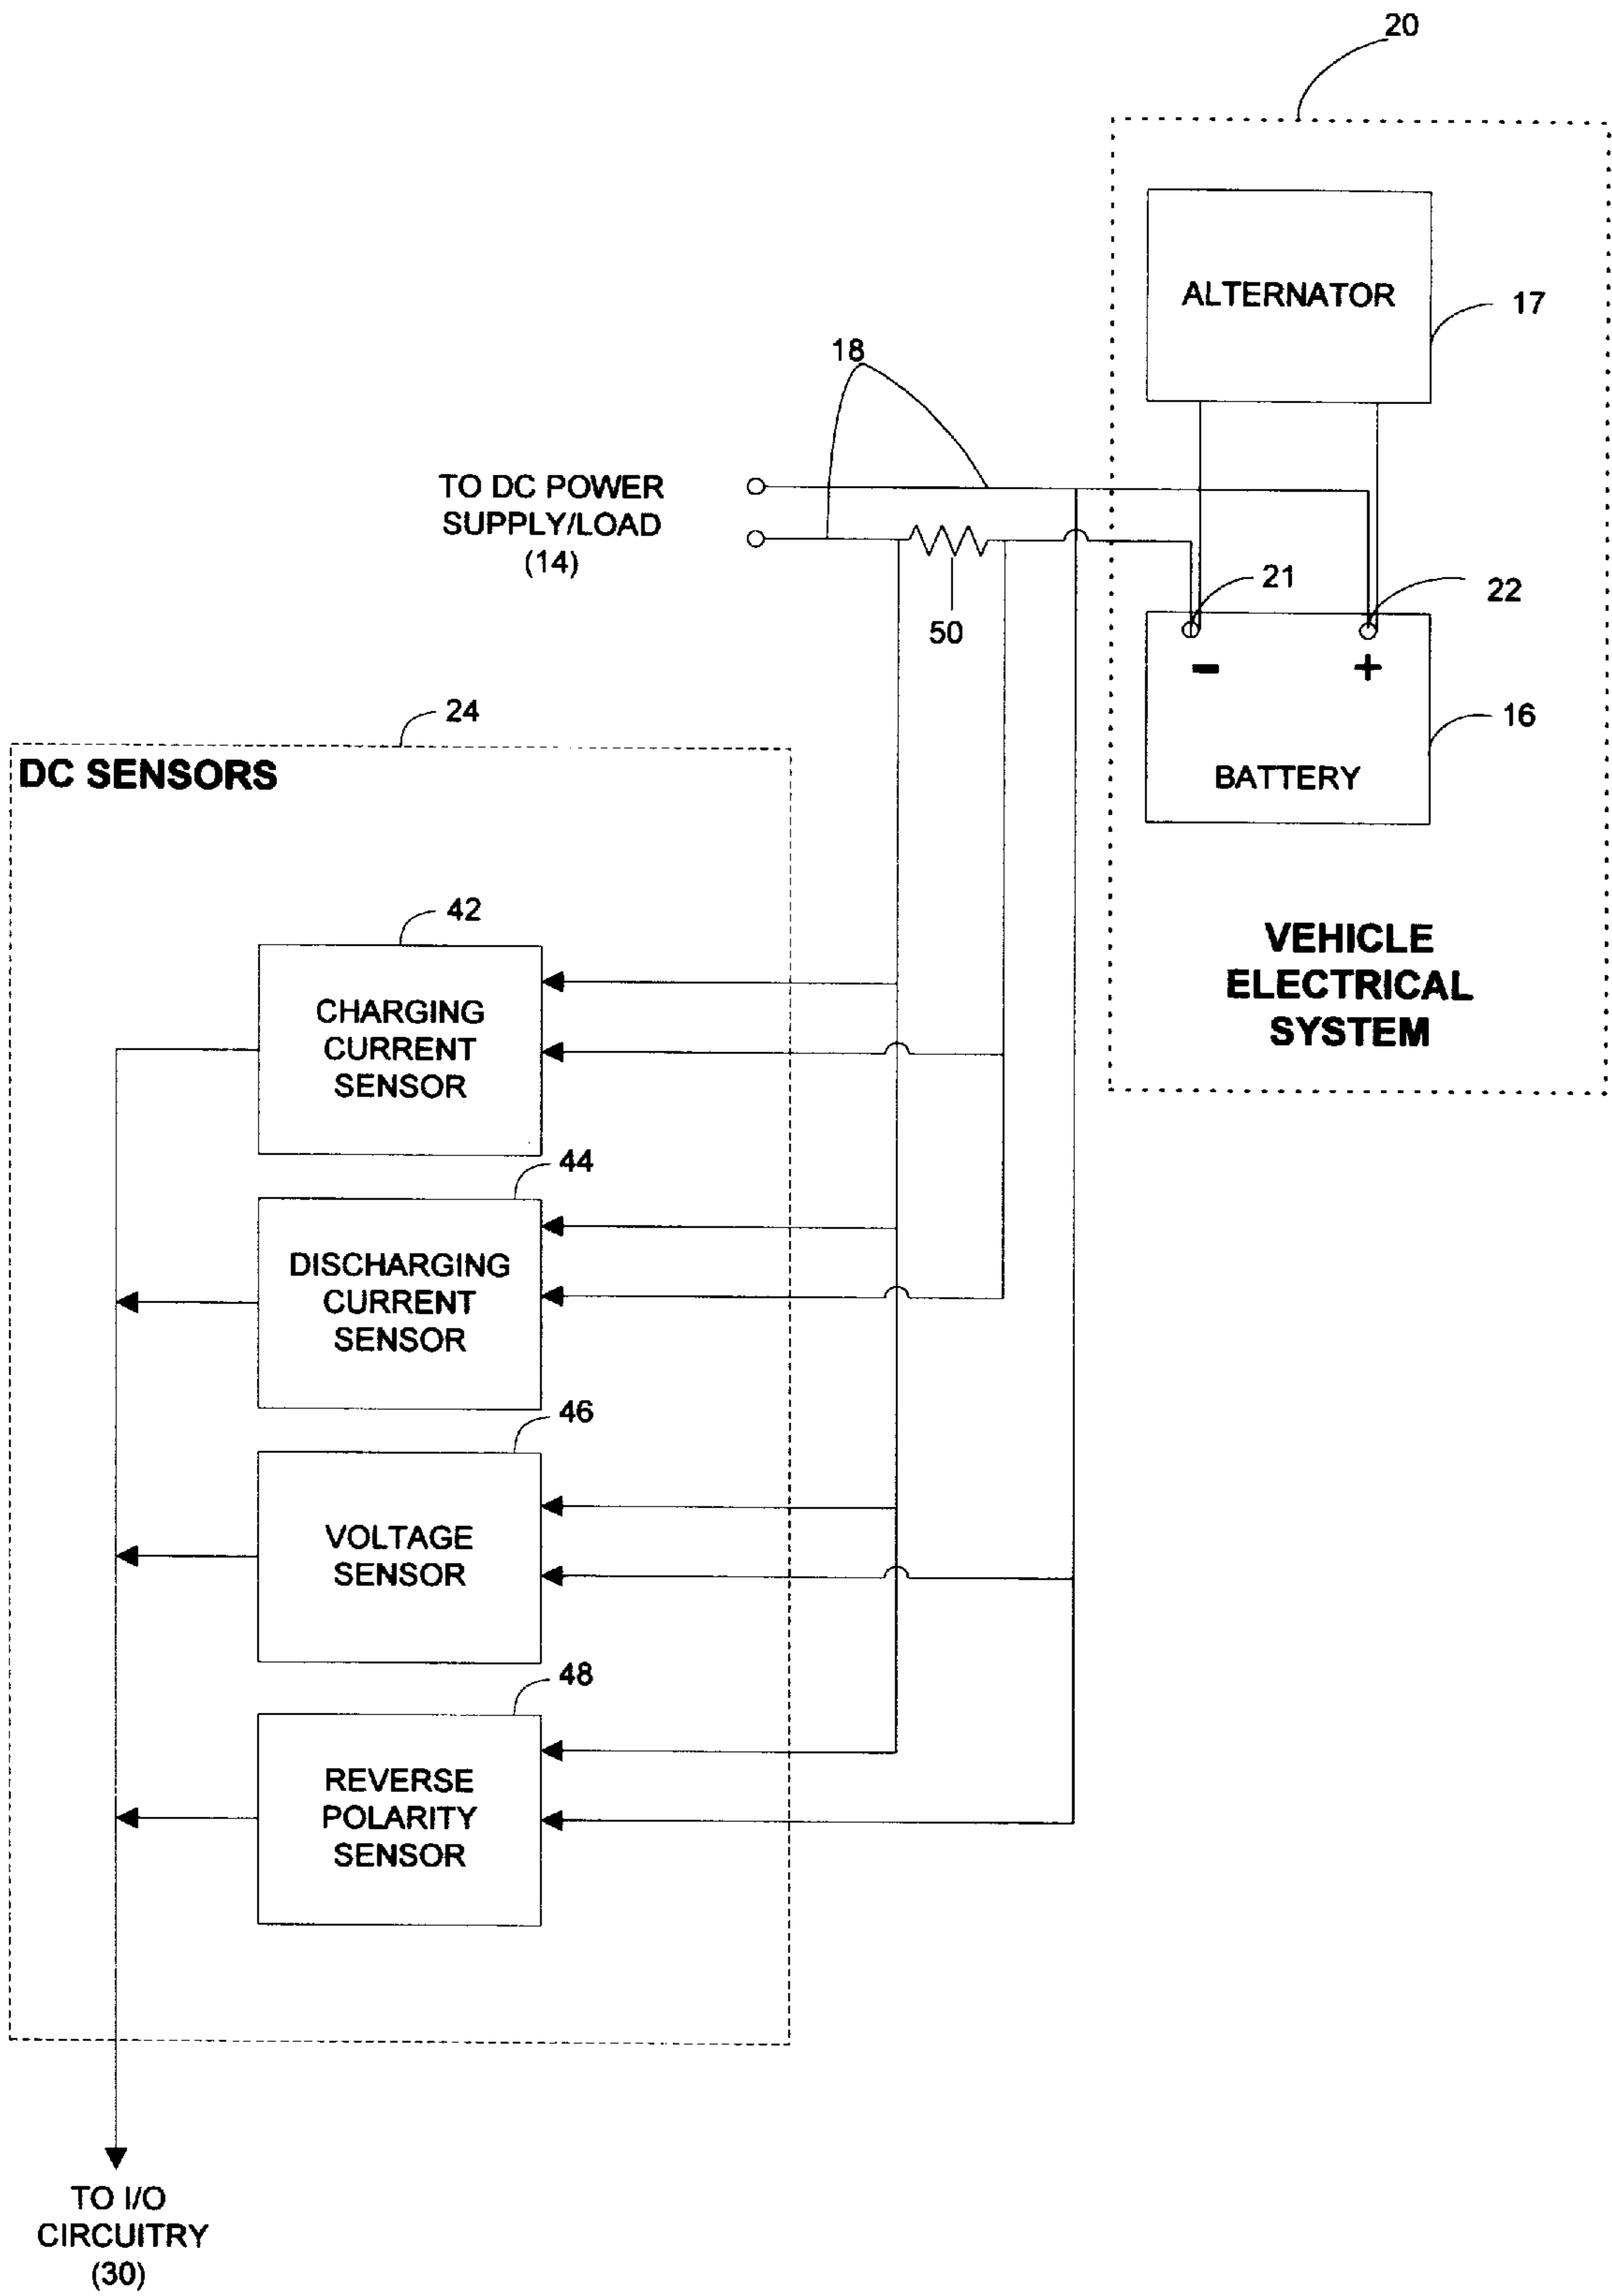 20
ALTERNATOR
17
18
TO DC POWER
SUPPLY/LOAD
(14)
50
21
22
-
+
16
BATTERY
VEHICLE
ELECTRICAL
SYSTEM
24
DC SENSORS
42
CHARGING
CURRENT
SENSOR
44
DISCHARGING
CURRENT
SENSOR
46
VOLTAGE
SENSOR
48
REVERSE
POLARITY
SENSOR
TO I/O
CIRCUITRY
(30)